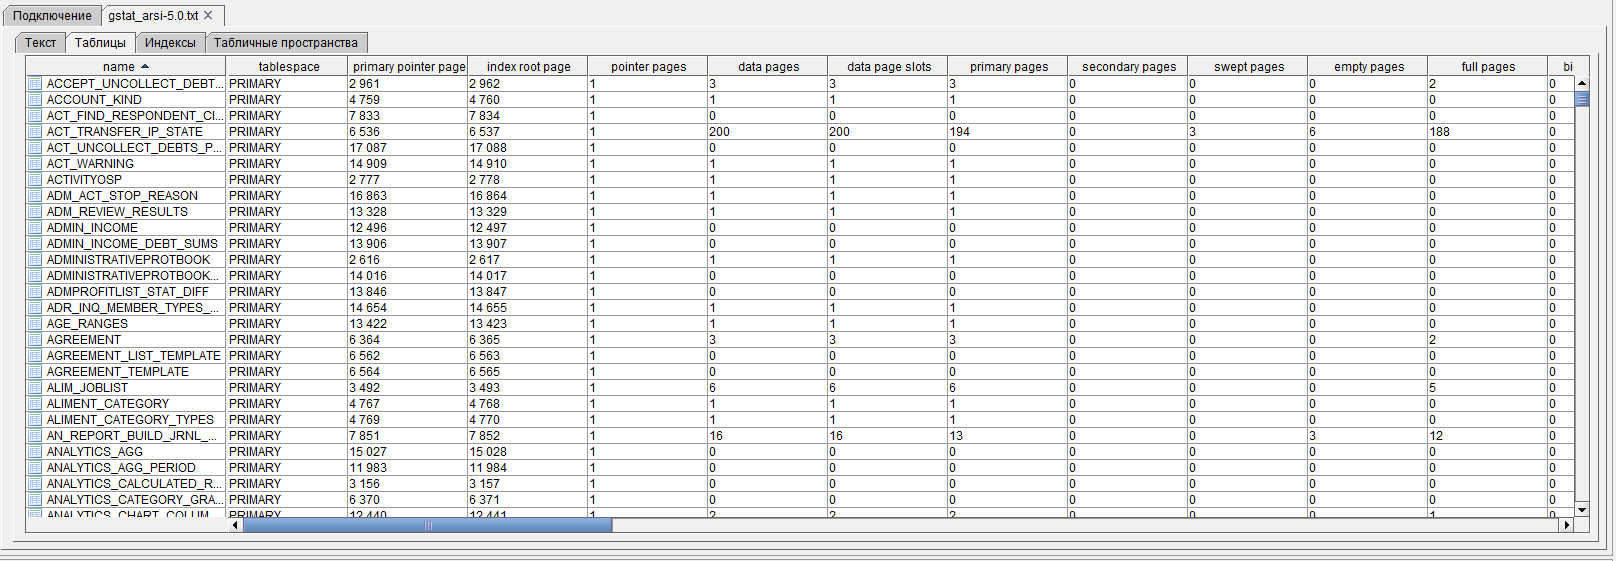 Подключение gstat_arsi-5.0.txt X
Текст Таблицы Индексы Табличные пространства
name tablespace primary pointer page index root page pointer pages data pages data page slots primary pages secondary pages swept pages empty pages full pages bi
ACCEPT_UNCOLLECT_DEBT... PRIMARY 2 961 2 962 1 3 3 3 0 0 0 2 0
ACCOUNT_KIND PRIMARY 4 759 4 760 1 1 1 1 0 0 0 0 0
ACT_FIND_RESPONDENT_CI... PRIMARY 7 833 7 834 1 0 0 0 0 0 0 0 0
ACT_TRANSFER_IP_STATE PRIMARY 6 536 6 537 1 200 200 194 0 3 6 188 0
ACT_UNCOLLECT_DEBTS_P... PRIMARY 17 087 17 088 1 0 0 0 0 0 0 0 0
ACT_WARNING PRIMARY 14 909 14 910 1 1 1 1 0 0 0 0 0
ACTIVITYOSP PRIMARY 2 777 2 778 1 1 1 1 0 0 0 0 0
ADM_ACT_STOP_REASON PRIMARY 16 863 16 864 1 1 1 1 0 0 0 0 0
ADM_REVIEW_RESULTS PRIMARY 13 328 13 329 1 1 1 1 0 0 0 0 0
ADMIN_INCOME PRIMARY 12 496 12 497 1 0 0 0 0 0 0 0 0
ADMIN_INCOME_DEBT_SUMS PRIMARY 13 906 13 907 1 0 0 0 0 0 0 0 0
ADMINISTRATIVEPROTBOOK PRIMARY 2 616 2 617 1 1 1 1 0 0 0 0 0
ADMINISTRATIVEPROTBOOK... PRIMARY 14 016 14 017 1 0 0 0 0 0 0 0 0
ADMPROFITLIST_STAT_DIFF PRIMARY 13 846 13 847 1 0 0 0 0 0 0 0 0
ADR_INQ_MEMBER_TYPES_... PRIMARY 14 654 14 655 1 1 1 1 0 0 0 0 0
AGE_RANGES PRIMARY 13 422 13 423 1 1 1 1 0 0 0 0 0
AGREEMENT PRIMARY 6 364 6 365 1 3 3 3 0 0 0 2 0
AGREEMENT_LIST_TEMPLATE PRIMARY 6 562 6 563 1 0 0 0 0 0 0 0 0
AGREEMENT_TEMPLATE PRIMARY 6 564 6 565 1 0 0 0 0 0 0 0 0
ALIM_JOBLIST PRIMARY 3 492 3 493 1 6 6 6 0 0 0 5 0
ALIMENT_CATEGORY PRIMARY 4 767 4 768 1 1 1 1 0 0 0 0 0
ALIMENT_CATEGORY_TYPES PRIMARY 4 769 4 770 1 1 1 1 0 0 0 0 0
AN_REPORT_BUILD_JRNL_... PRIMARY 7 851 7 852 1 16 16 13 0 0 3 12 0
ANALYTICS_AGG PRIMARY 15 027 15 028 1 0 0 0 0 0 0 0 0
ANALYTICS_AGG_PERIOD PRIMARY 11 983 11 984 1 0 0 0 0 0 0 0 0
ANALYTICS_CALCULATED_R... PRIMARY 3 156 3 157 1 0 0 0 0 0 0 0 0
ANALYTICS_CATEGORY_GRA... PRIMARY 6 370 6 371 1 0 0 0 0 0 0 0 0
ANALYTICS_CHART_COLUM... PRIMARY 12 440 12 441 1 2 2 2 0 0 0 1 0